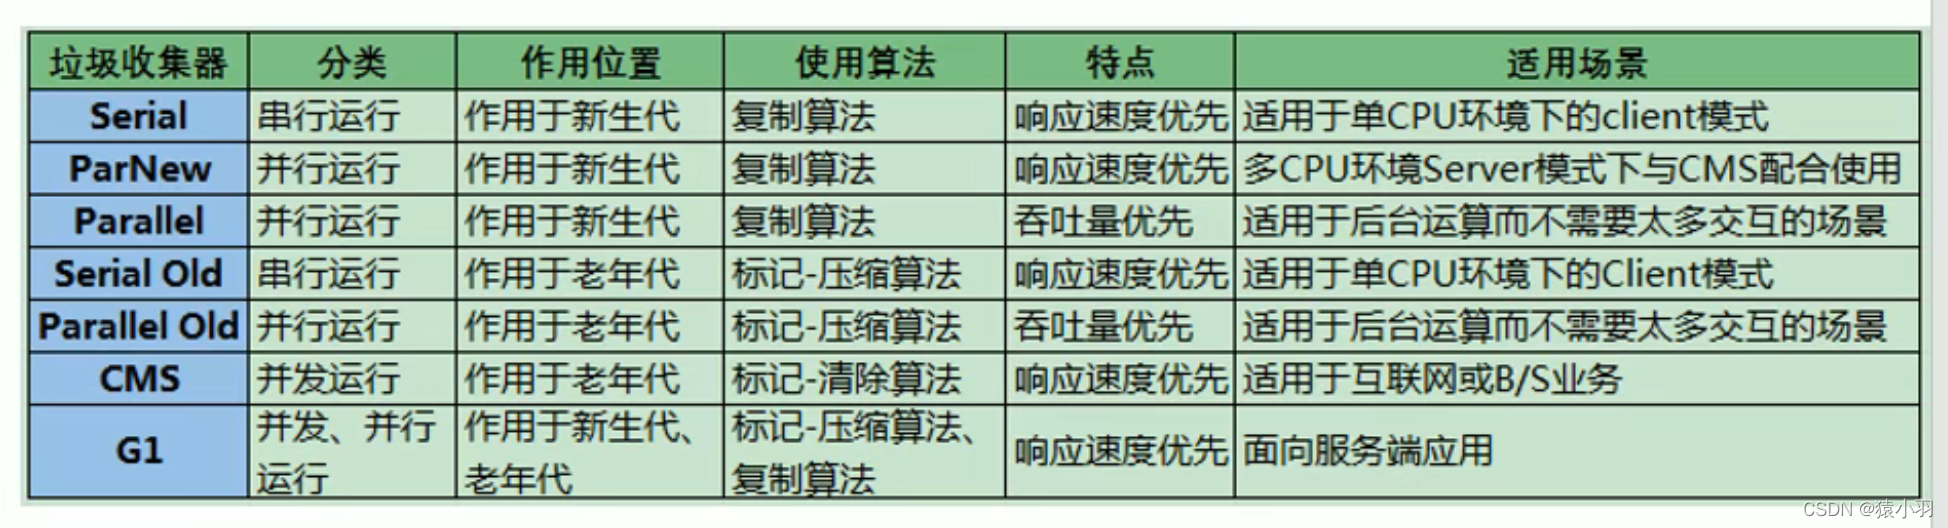 垃圾收集器 分类 作用位置 使用算法 特点 适用场景
Serial 串行运行 作用于新生代 复制算法 响应速度优先 适用于单CPU环境下的client模式
ParNew 并行运行 作用于新生代 复制算法 响应速度优先 多CPU环境Server模式下与CMS配合使用
Parallel 并行运行 作用于新生代 复制算法 吞吐量优先 适用于后台运算而不需要太多交互的场景
Serial Old 串行运行 作用于老年代 标记-压缩算法 响应速度优先 适用于单CPU环境下的Client模式
Parallel Old 并行运行 作用于老年代 标记-压缩算法 吞吐量优先 适用于后台运算而不需要太多交互的场景
CMS 并发运行 作用于老年代 标记-清除算法 响应速度优先 适用于互联网或B/S业务
G1 并发、并行 作用于新生代、 标记-压缩算法、 响应速度优先 面向服务端应用
运行 老年代 复制算法
CSDN @猿小羽